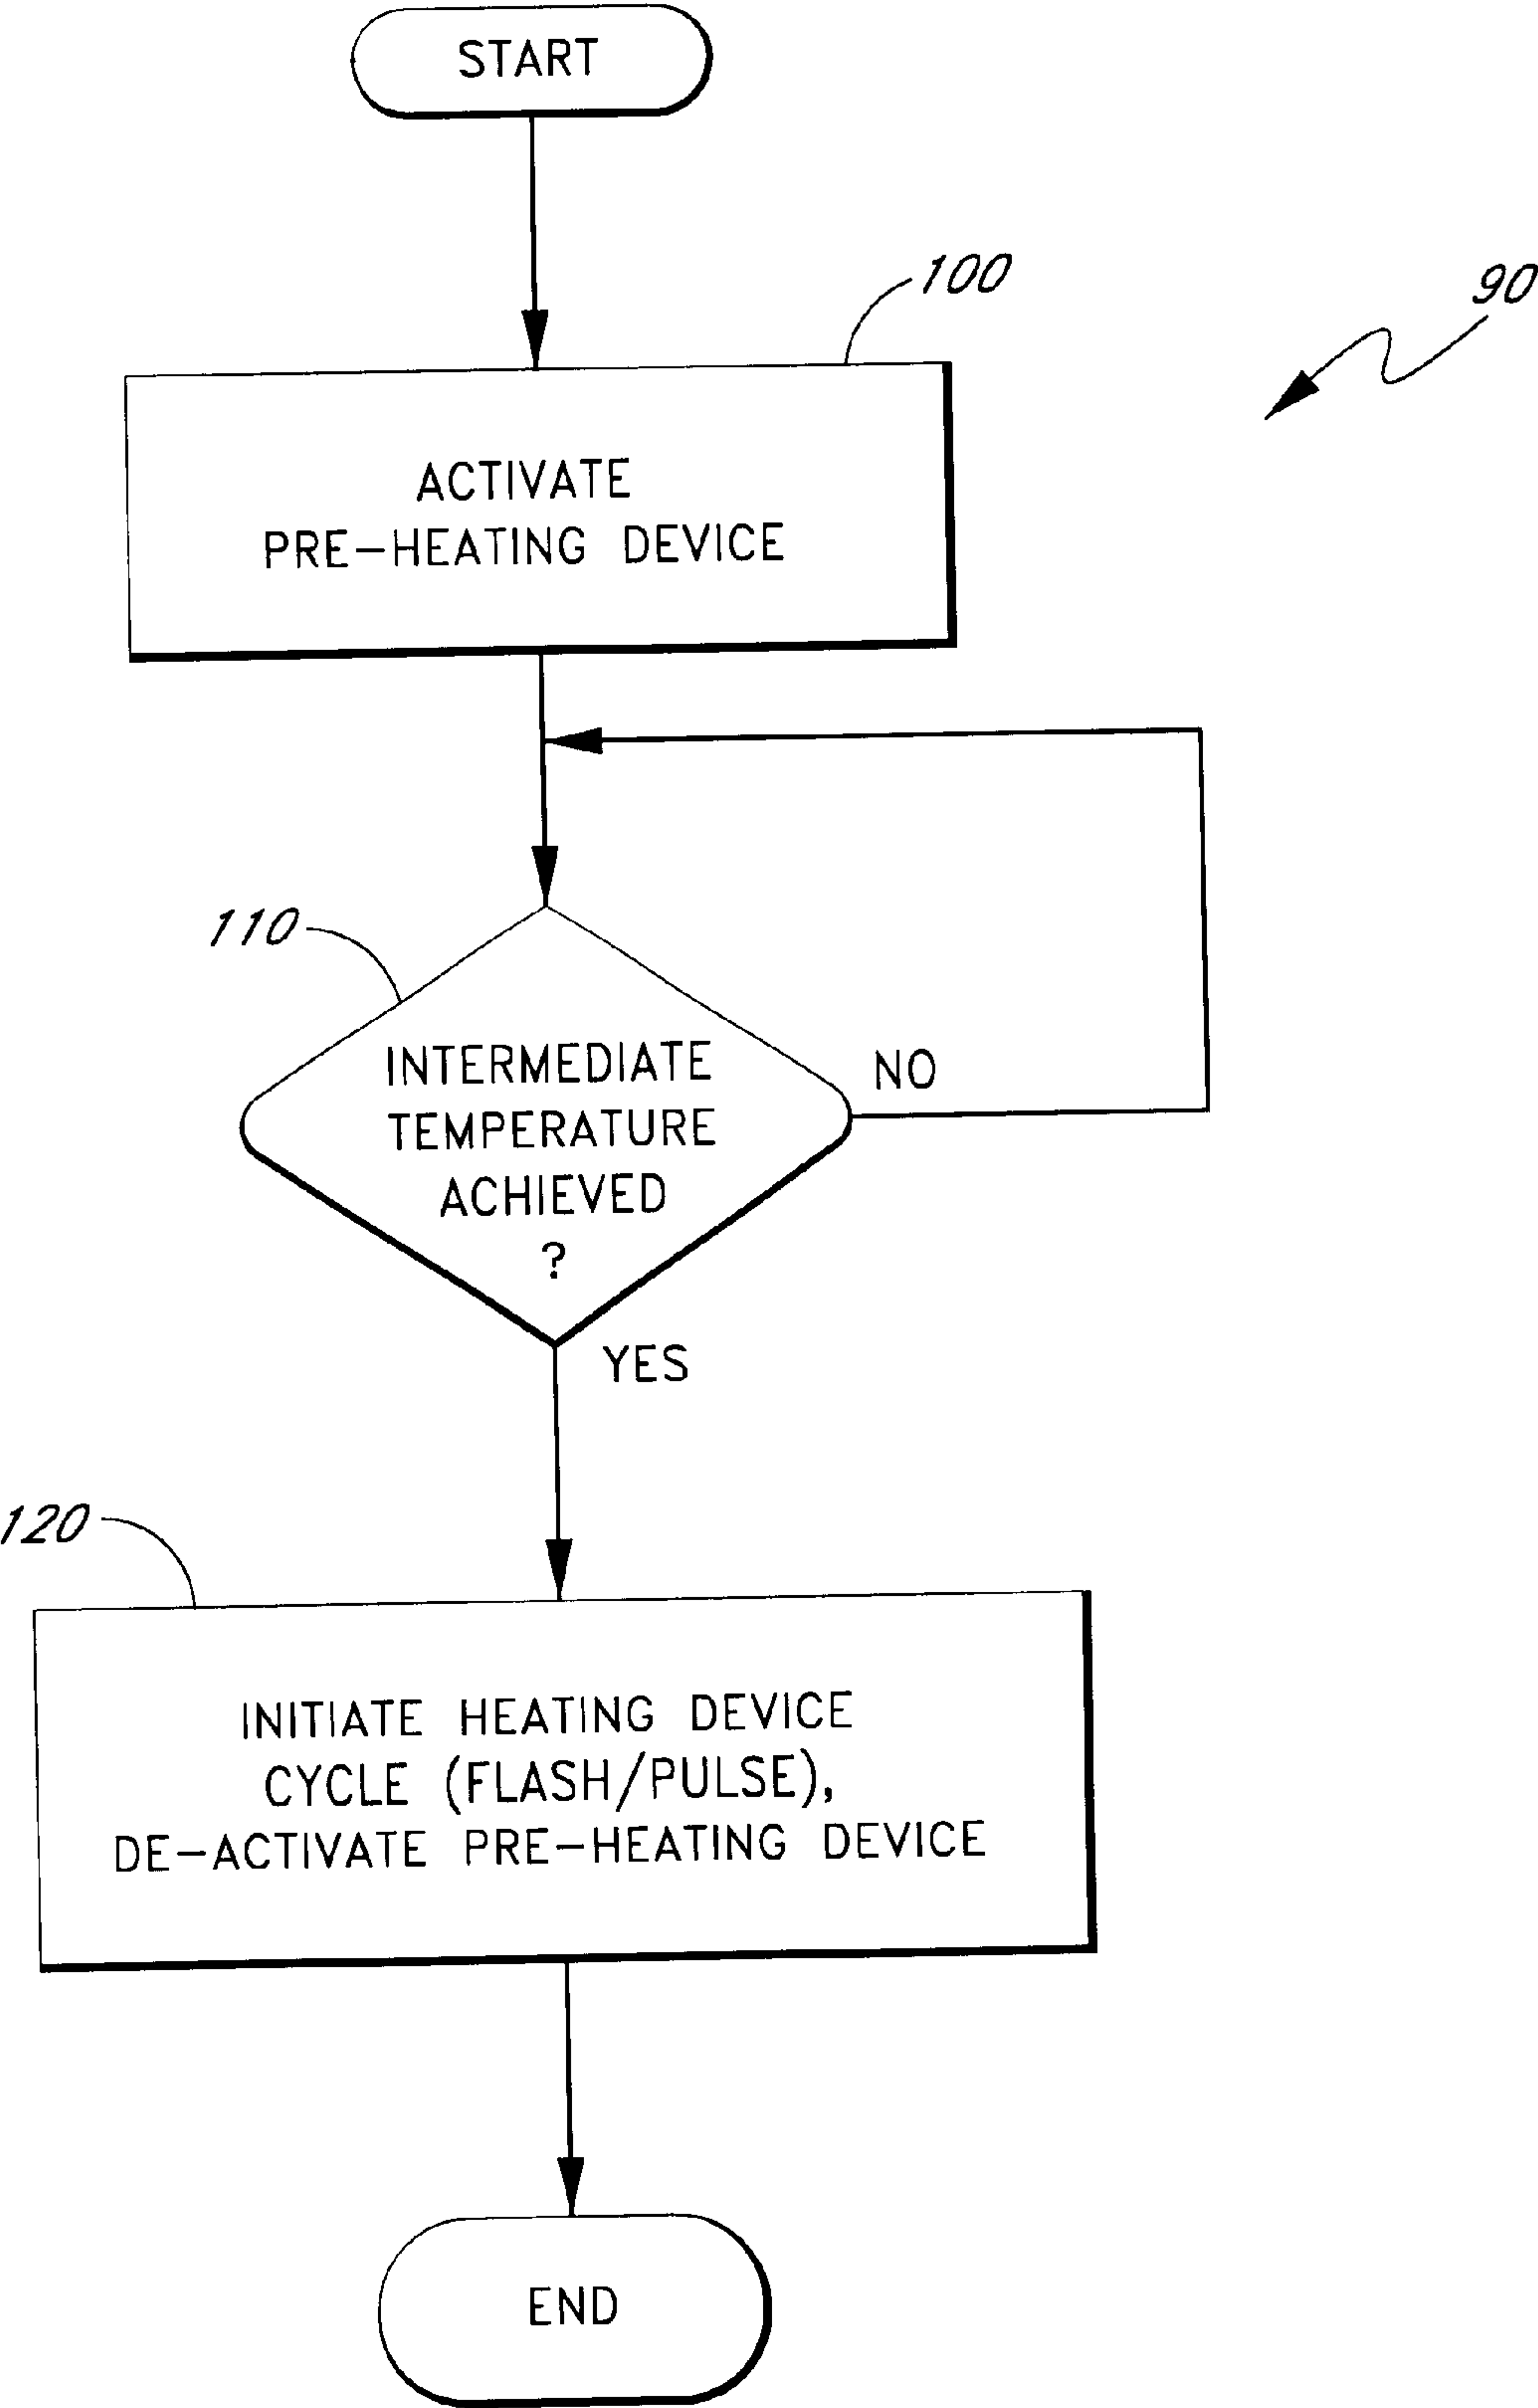 START
100
90
ACTIVATE
PRE-HEATING DEVICE
110
INTERMEDIATE
TEMPERATURE
ACHIEVED
?
NO
YES
120
INITIATE HEATING DEVICE
CYCLE (FLASH/PULSE),
DE-ACTIVATE PRE-HEATING DEVICE
END